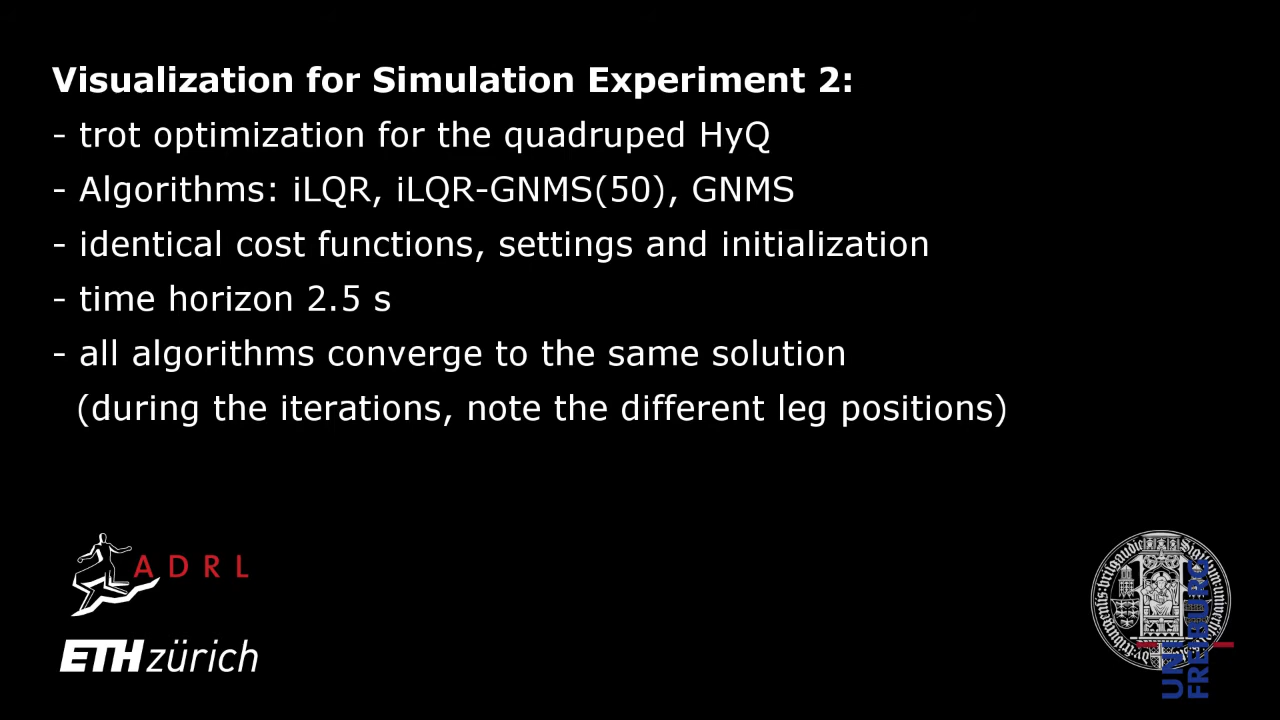 Visualization for Simulation Experiment 2:
- trot optimization for the quadruped HyQ
- Algorithms: iLQR, iLQR-GNMS(50), GNMS
- identical cost functions, settings and initialization
- time horizon 2.5 s
- all algorithms converge to the same solution
(during the iterations, note the different leg positions)
ADRL
ETH zürich
UNI
FREIBURG